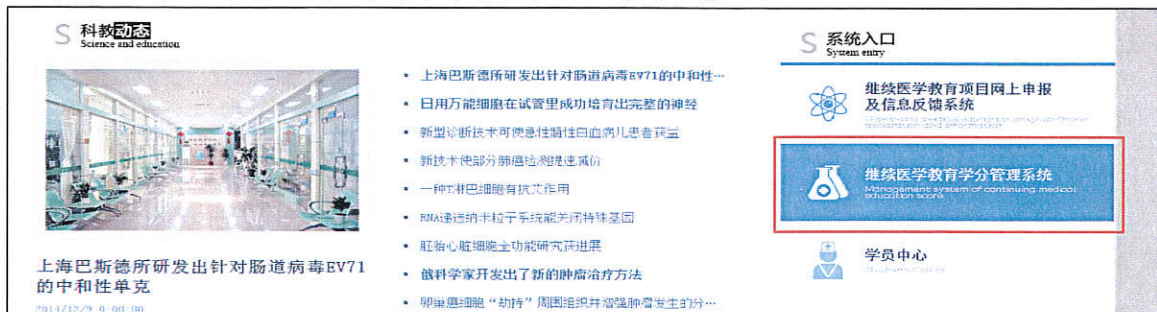 S 科教动态
Science and education
上海巴斯德所研发出针对肠道病毒EV71
的中和性单克
2014/12/9 0:00:00
• 上海巴斯德所研发出针对肠道病毒EV71的中和性…
• 日用万能细胞在试管里成功培育出完整的神经
• 新型诊断技术可使急性髓性白血病儿患者获益
• 新技术使部分肺癌检测提速减价
• 一种T淋巴细胞有抗艾作用
• RNA递送纳米粒子系统能关闭特殊基因
• 胚胎心脏细胞全功能研究获进展
• 俄科学家开发出了新的肿瘤治疗方法
• 卵巢癌细胞“劫持”周围组织并增强肿瘤发生的分…
S 系统入口
System entry
继续医学教育项目网上申报
及信息反馈系统
继续医学教育学分管理系统
Management system of continuing medical
education score
学员中心